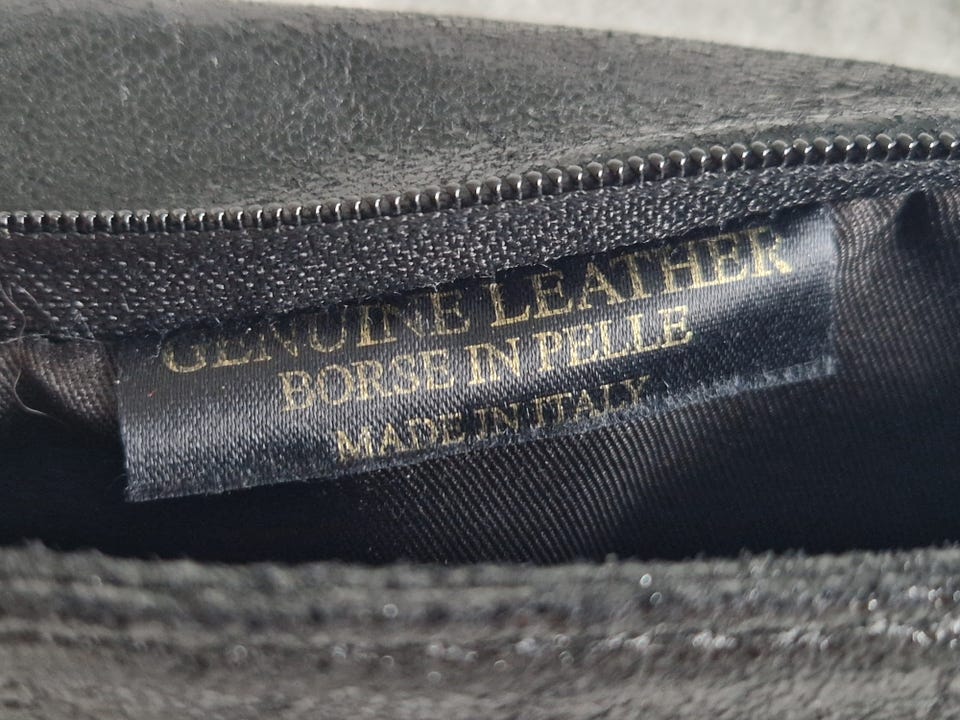 GENUINE LEATHER
BORSE IN PELLE
MADE IN ITALY